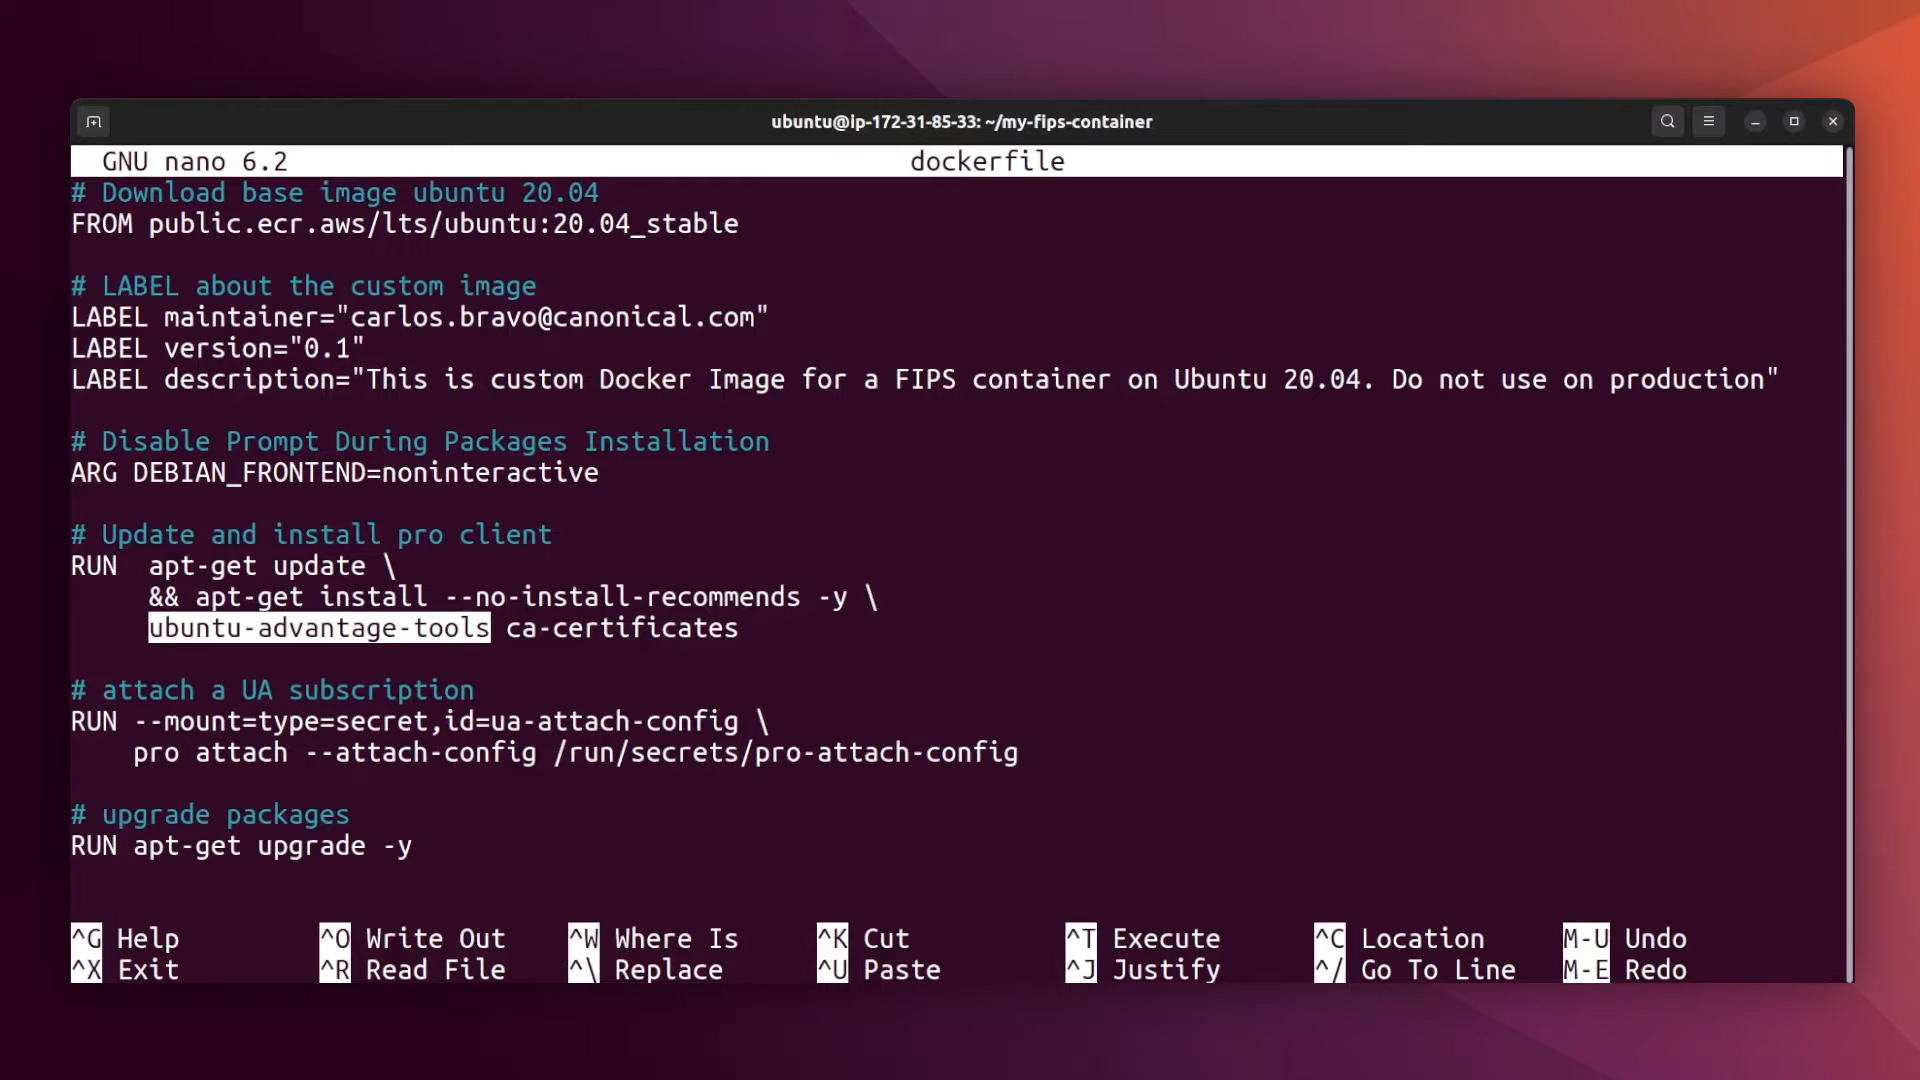 ubuntu@ip-172-31-85-33: ~/my-fips-container
GNU nano 6.2 dockerfile
# Download base image ubuntu 20.04
FROM public.ecr.aws/lts/ubuntu:20.04_stable
# LABEL about the custom image
LABEL maintainer="carlos.bravo@canonical.com"
LABEL version="0.1"
LABEL description="This is custom Docker Image for a FIPS container on Ubuntu 20.04. Do not use on production"
# Disable Prompt During Packages Installation
ARG DEBIAN_FRONTEND=noninteractive
# Update and install pro client
RUN  apt-get update \
     && apt-get install --no-install-recommends -y \
     ubuntu-advantage-tools ca-certificates
# attach a UA subscription
RUN --mount=type=secret,id=ua-attach-config \
    pro attach --attach-config /run/secrets/pro-attach-config
# upgrade packages
RUN apt-get upgrade -y
^G Help ^O Write Out ^W Where Is ^K Cut ^T Execute ^C Location M-U Undo
^X Exit ^R Read File ^\ Replace ^U Paste ^J Justify ^/ Go To Line M-E Redo